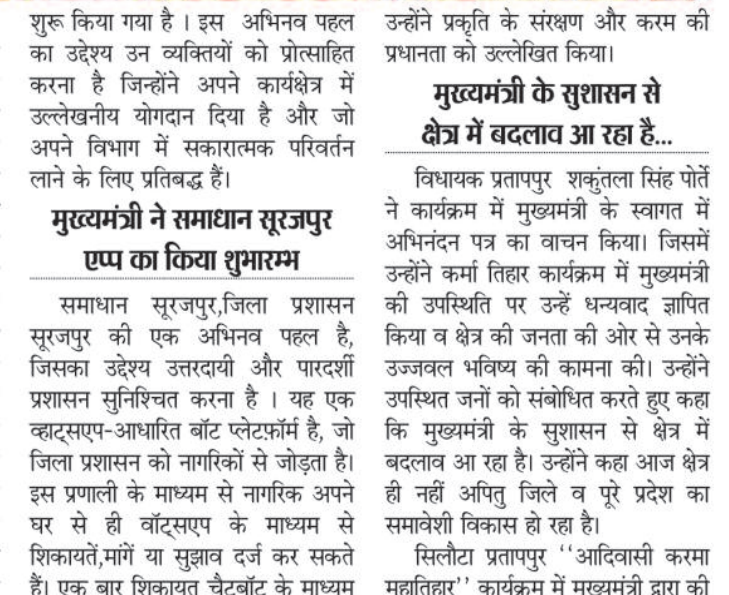 शुरू किया गया है । इस अभिनव पहल
का उद्देश्य उन व्यक्तियों को प्रोत्साहित
करना है जिन्होंने अपने कार्यक्षेत्र में
उल्लेखनीय योगदान दिया है और जो
अपने विभाग में सकारात्मक परिवर्तन
लाने के लिए प्रतिबद्ध हैं।
मुख्यमंत्री ने समाधान सूरजपुर
एप्प का किया शुभारम्भ
समाधान सूरजपुर,जिला प्रशासन
सूरजपुर की एक अभिनव पहल है,
जिसका उद्देश्य उत्तरदायी और पारदर्शी
प्रशासन सुनिश्चित करना है । यह एक
व्हाट्सएप-आधारित बॉट प्लेटफ़ॉर्म है, जो
जिला प्रशासन को नागरिकों से जोड़ता है।
इस प्रणाली के माध्यम से नागरिक अपने
घर से ही वॉट्सएप के माध्यम से
शिकायतें,मांगें या सुझाव दर्ज कर सकते
हैं। एक बार शिकायत चैटबॉट के माध्यम
उन्होंने प्रकृति के संरक्षण और करम की
प्रधानता को उल्लेखित किया।
मुख्यमंत्री के सुशासन से
क्षेत्र में बदलाव आ रहा है...
विधायक प्रतापपुर शकुंतला सिंह पोर्ते
ने कार्यक्रम में मुख्यमंत्री के स्वागत में
अभिनंदन पत्र का वाचन किया। जिसमें
उन्होंने कर्मा तिहार कार्यक्रम में मुख्यमंत्री
की उपस्थिति पर उन्हें धन्यवाद ज्ञापित
किया व क्षेत्र की जनता की ओर से उनके
उज्जवल भविष्य की कामना की। उन्होंने
उपस्थित जनों को संबोधित करते हुए कहा
कि मुख्यमंत्री के सुशासन से क्षेत्र में
बदलाव आ रहा है। उन्होंने कहा आज क्षेत्र
ही नहीं अपितु जिले व पूरे प्रदेश का
समावेशी विकास हो रहा है।
सिलौटा प्रतापपुर ‘‘आदिवासी करमा
महातिहार’’ कार्यक्रम में मुख्यमंत्री द्वारा की